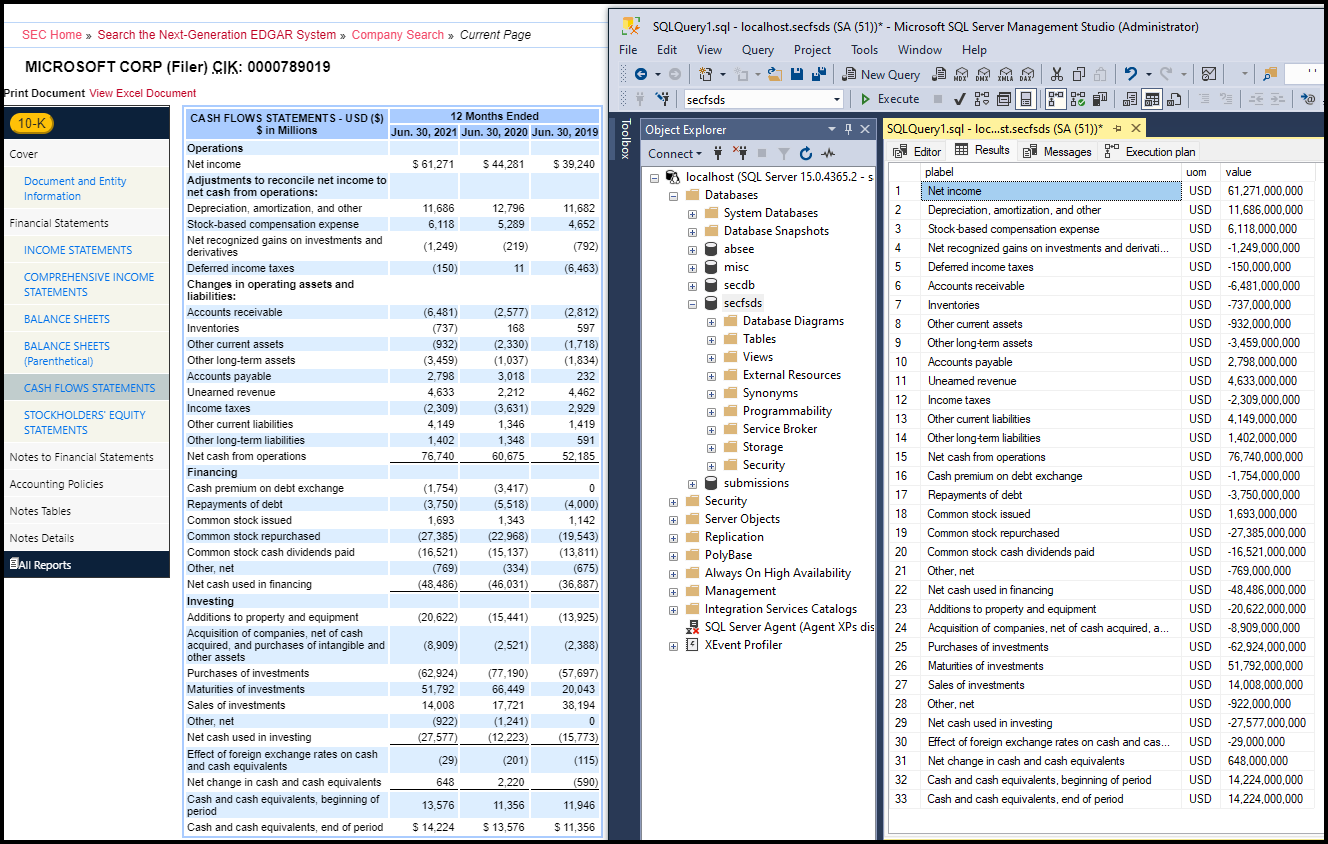 SEC Home » Search the Next-Generation EDGAR System » Company Search » Current Page
MICROSOFT CORP (Filer) CIK: 0000789019
Print Document View Excel Document
10-K
Cover
Document and Entity
Information
Financial Statements
INCOME STATEMENTS
COMPREHENSIVE INCOME
STATEMENTS
BALANCE SHEETS
BALANCE SHEETS
(Parenthetical)
CASH FLOWS STATEMENTS
STOCKHOLDERS' EQUITY
STATEMENTS
Notes to Financial Statements
Accounting Policies
Notes Tables
Notes Details
All Reports
CASH FLOWS STATEMENTS - USD ($)
$ in Millions
12 Months Ended
Jun. 30, 2021 Jun. 30, 2020 Jun. 30, 2019
Operations
Net income $ 61,271 $ 44,281 $ 39,240
Adjustments to reconcile net income to
net cash from operations:
Depreciation, amortization, and other 11,686 12,796 11,682
Stock-based compensation expense 6,118 5,289 4,652
Net recognized gains on investments and
derivatives (1,249) (219) (792)
Deferred income taxes (150) 11 (6,463)
Changes in operating assets and
liabilities:
Accounts receivable (6,481) (2,577) (2,812)
Inventories (737) 168 597
Other current assets (932) (2,330) (1,718)
Other long-term assets (3,459) (1,037) (1,834)
Accounts payable 2,798 3,018 232
Unearned revenue 4,633 2,212 4,462
Income taxes (2,309) (3,631) 2,929
Other current liabilities 4,149 1,346 1,419
Other long-term liabilities 1,402 1,348 591
Net cash from operations 76,740 60,675 52,185
Financing
Cash premium on debt exchange (1,754) (3,417) 0
Repayments of debt (3,750) (5,518) (4,000)
Common stock issued 1,693 1,343 1,142
Common stock repurchased (27,385) (22,968) (19,543)
Common stock cash dividends paid (16,521) (15,137) (13,811)
Other, net (769) (334) (675)
Net cash used in financing (48,486) (46,031) (36,887)
Investing
Additions to property and equipment (20,622) (15,441) (13,925)
Acquisition of companies, net of cash
acquired, and purchases of intangible and
other assets (8,909) (2,521) (2,388)
Purchases of investments (62,924) (77,190) (57,697)
Maturities of investments 51,792 66,449 20,043
Sales of investments 14,008 17,721 38,194
Other, net (922) (1,241) 0
Net cash used in investing (27,577) (12,223) (15,773)
Effect of foreign exchange rates on cash
and cash equivalents (29) (201) (115)
Net change in cash and cash equivalents 648 2,220 (590)
Cash and cash equivalents, beginning of
period 13,576 11,356 11,946
Cash and cash equivalents, end of period $ 14,224 $ 13,576 $ 11,356
SQLQuery1.sql - localhost.secfsds (SA (51))* - Microsoft SQL Server Management Studio (Administrator)
File Edit View Query Project Tools Window Help
New Query MDX DMX XMLA DAX
secfsds Execute
Toolbox
Object Explorer
Connect
localhost (SQL Server 15.0.4365.2 - s
Databases
System Databases
Database Snapshots
absee
misc
secdb
secfsds
Database Diagrams
Tables
Views
External Resources
Synonyms
Programmability
Service Broker
Storage
Security
submissions
Security
Server Objects
Replication
PolyBase
Always On High Availability
Management
Integration Services Catalogs
SQL Server Agent (Agent XPs dis
XEvent Profiler
SQLQuery1.sql - loc...st.secfsds (SA (51))*
Editor Results Messages Execution plan
plabel uom value
1 Net income USD 61,271,000,000
2 Depreciation, amortization, and other USD 11,686,000,000
3 Stock-based compensation expense USD 6,118,000,000
4 Net recognized gains on investments and derivati... USD -1,249,000,000
5 Deferred income taxes USD -150,000,000
6 Accounts receivable USD -6,481,000,000
7 Inventories USD -737,000,000
8 Other current assets USD -932,000,000
9 Other long-term assets USD -3,459,000,000
10 Accounts payable USD 2,798,000,000
11 Unearned revenue USD 4,633,000,000
12 Income taxes USD -2,309,000,000
13 Other current liabilities USD 4,149,000,000
14 Other long-term liabilities USD 1,402,000,000
15 Net cash from operations USD 76,740,000,000
16 Cash premium on debt exchange USD -1,754,000,000
17 Repayments of debt USD -3,750,000,000
18 Common stock issued USD 1,693,000,000
19 Common stock repurchased USD -27,385,000,000
20 Common stock cash dividends paid USD -16,521,000,000
21 Other, net USD -769,000,000
22 Net cash used in financing USD -48,486,000,000
23 Additions to property and equipment USD -20,622,000,000
24 Acquisition of companies, net of cash acquired, a... USD -8,909,000,000
25 Purchases of investments USD -62,924,000,000
26 Maturities of investments USD 51,792,000,000
27 Sales of investments USD 14,008,000,000
28 Other, net USD -922,000,000
29 Net cash used in investing USD -27,577,000,000
30 Effect of foreign exchange rates on cash and cas... USD -29,000,000
31 Net change in cash and cash equivalents USD 648,000,000
32 Cash and cash equivalents, beginning of period USD 14,224,000,000
33 Cash and cash equivalents, end of period USD 14,224,000,000